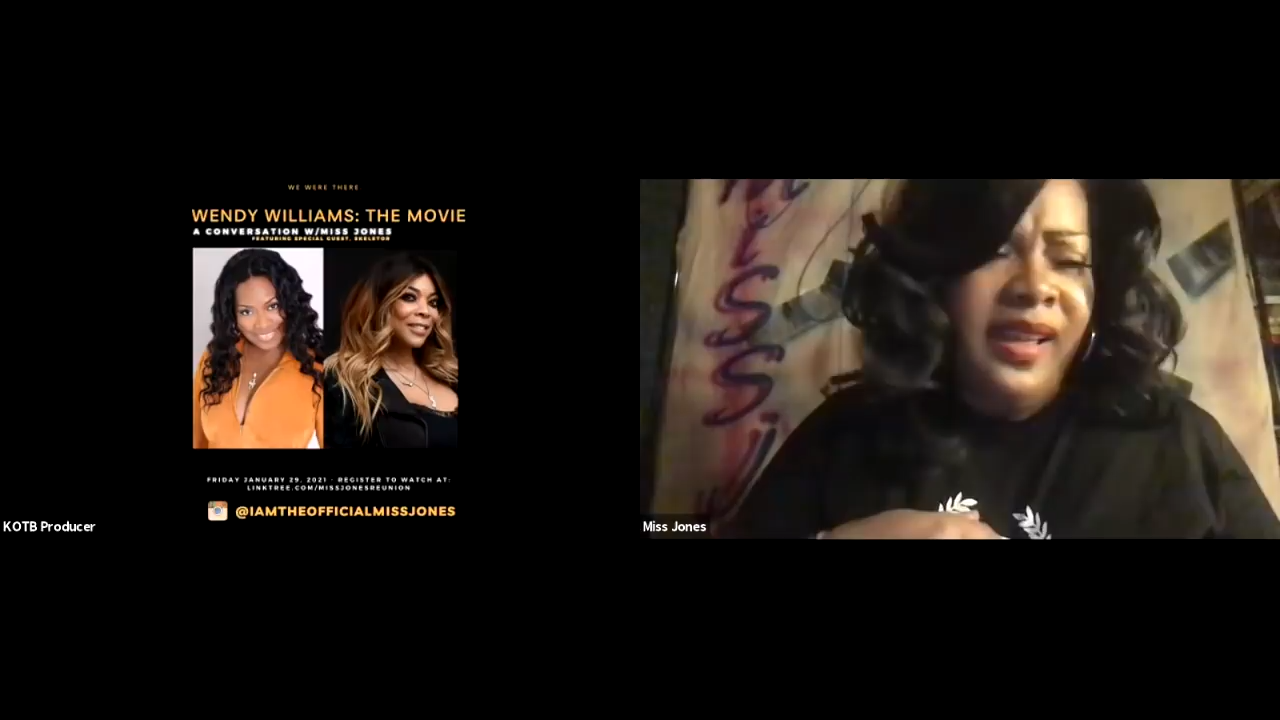 WE WERE THERE
WENDY WILLIAMS: THE MOVIE
A CONVERSATION W/MISS JONES
FEATURING SPECIAL GUEST, SKELETOR
FRIDAY JANUARY 29, 2021 - REGISTER TO WATCH AT:
LINKTREE.COM/MISSJONESREUNION
@IAMTHEOFFICIALMISSJONES
KOTB Producer
Miss Jones
MISSJ